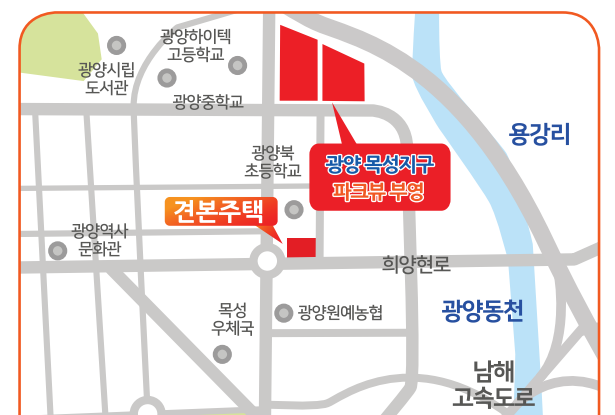 광양하이텍
고등학교
광양시립
도서관
광양중학교
용강리
광양북
초등학교
광양 목성지구
파크뷰 부영
견본주택
광양역사
문화관
희양현로
목성
우체국
광양원예농협
광양동천
남해
고속도로